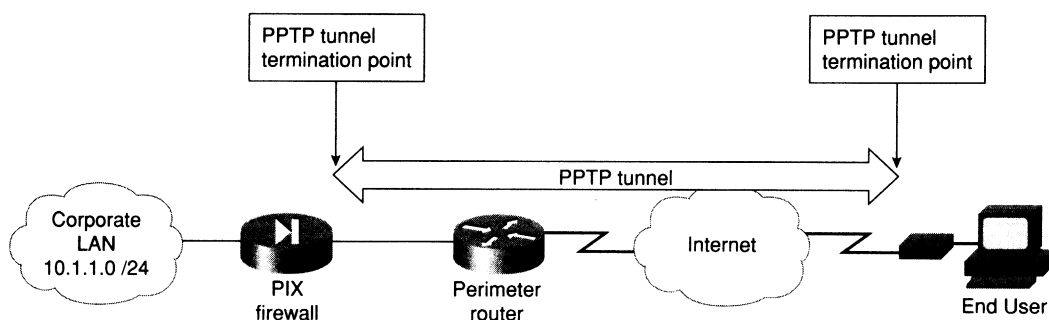 PPTP tunnel
termination point
PPTP tunnel
termination point
PPTP tunnel
Corporate
LAN
10.1.1.0 /24
Internet
PIX
firewall
Perimeter
router
End User